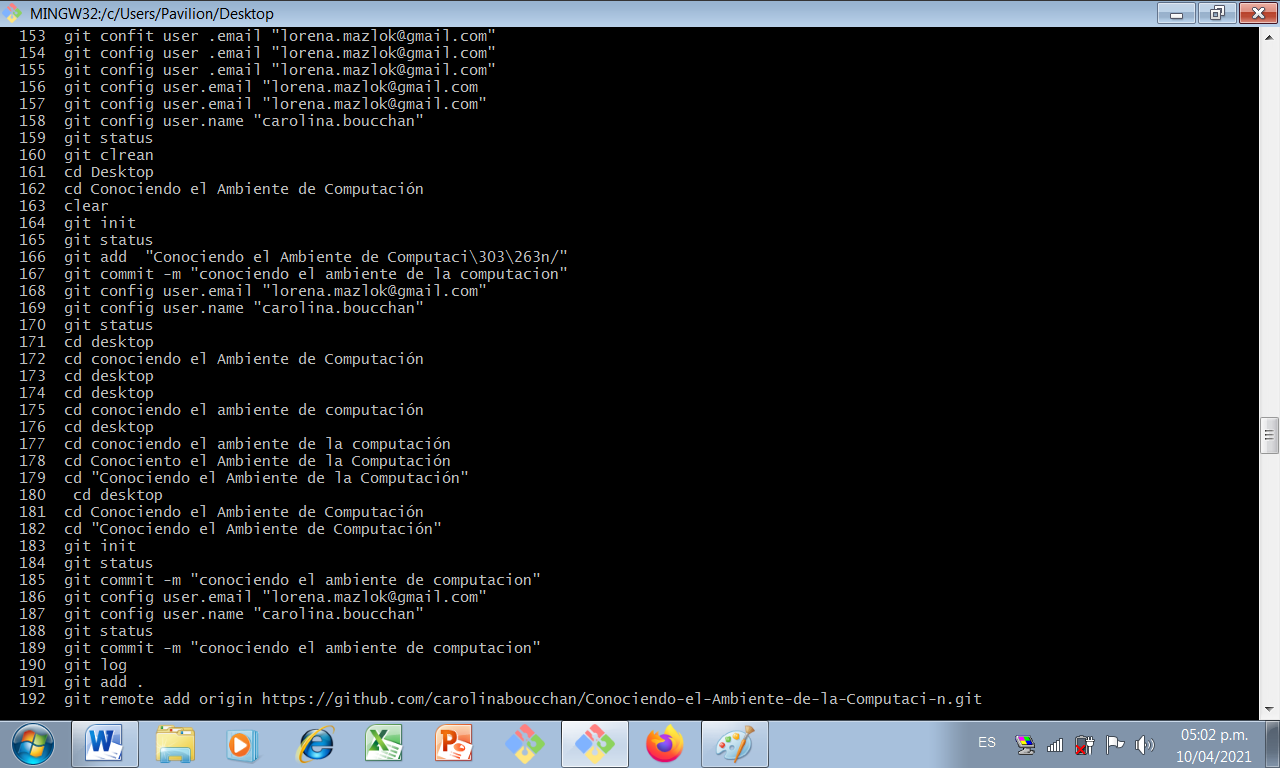 MINGW32:/c/Users/Pavilion/Desktop
153 git confit user .email "lorena.mazlok@gmail.com"
154 git config user .email "lorena.mazlok@gmail.com"
155 git config user .email "lorena.mazlok@gmail.com"
156 git config user.email "lorena.mazlok@gmail.com
157 git config user.email "lorena.mazlok@gmail.com"
158 git config user.name "carolina.boucchan"
159 git status
160 git clrean
161 cd Desktop
162 cd Conociendo el Ambiente de Computación
163 clear
164 git init
165 git status
166 git add  "Conociendo el Ambiente de Computaci\303\263n/"
167 git commit -m "conociendo el ambiente de la computacion"
168 git config user.email "lorena.mazlok@gmail.com"
169 git config user.name "carolina.boucchan"
170 git status
171 cd desktop
172 cd conociendo el Ambiente de Computación
173 cd desktop
174 cd desktop
175 cd conociendo el ambiente de computación
176 cd desktop
177 cd conociendo el ambiente de la computación
178 cd Conociento el Ambiente de la Computación
179 cd "Conociendo el Ambiente de la Computación"
180  cd desktop
181 cd Conociendo el Ambiente de Computación
182 cd "Conociendo el Ambiente de Computación"
183 git init
184 git status
185 git commit -m "conociendo el ambiente de computacion"
186 git config user.email "lorena.mazlok@gmail.com"
187 git config user.name "carolina.boucchan"
188 git status
189 git commit -m "conociendo el ambiente de computacion"
190 git log
191 git add .
192 git remote add origin https://github.com/carolinaboucchan/Conociendo-el-Ambiente-de-la-Computaci-n.git
ES
05:02 p.m.
10/04/2021